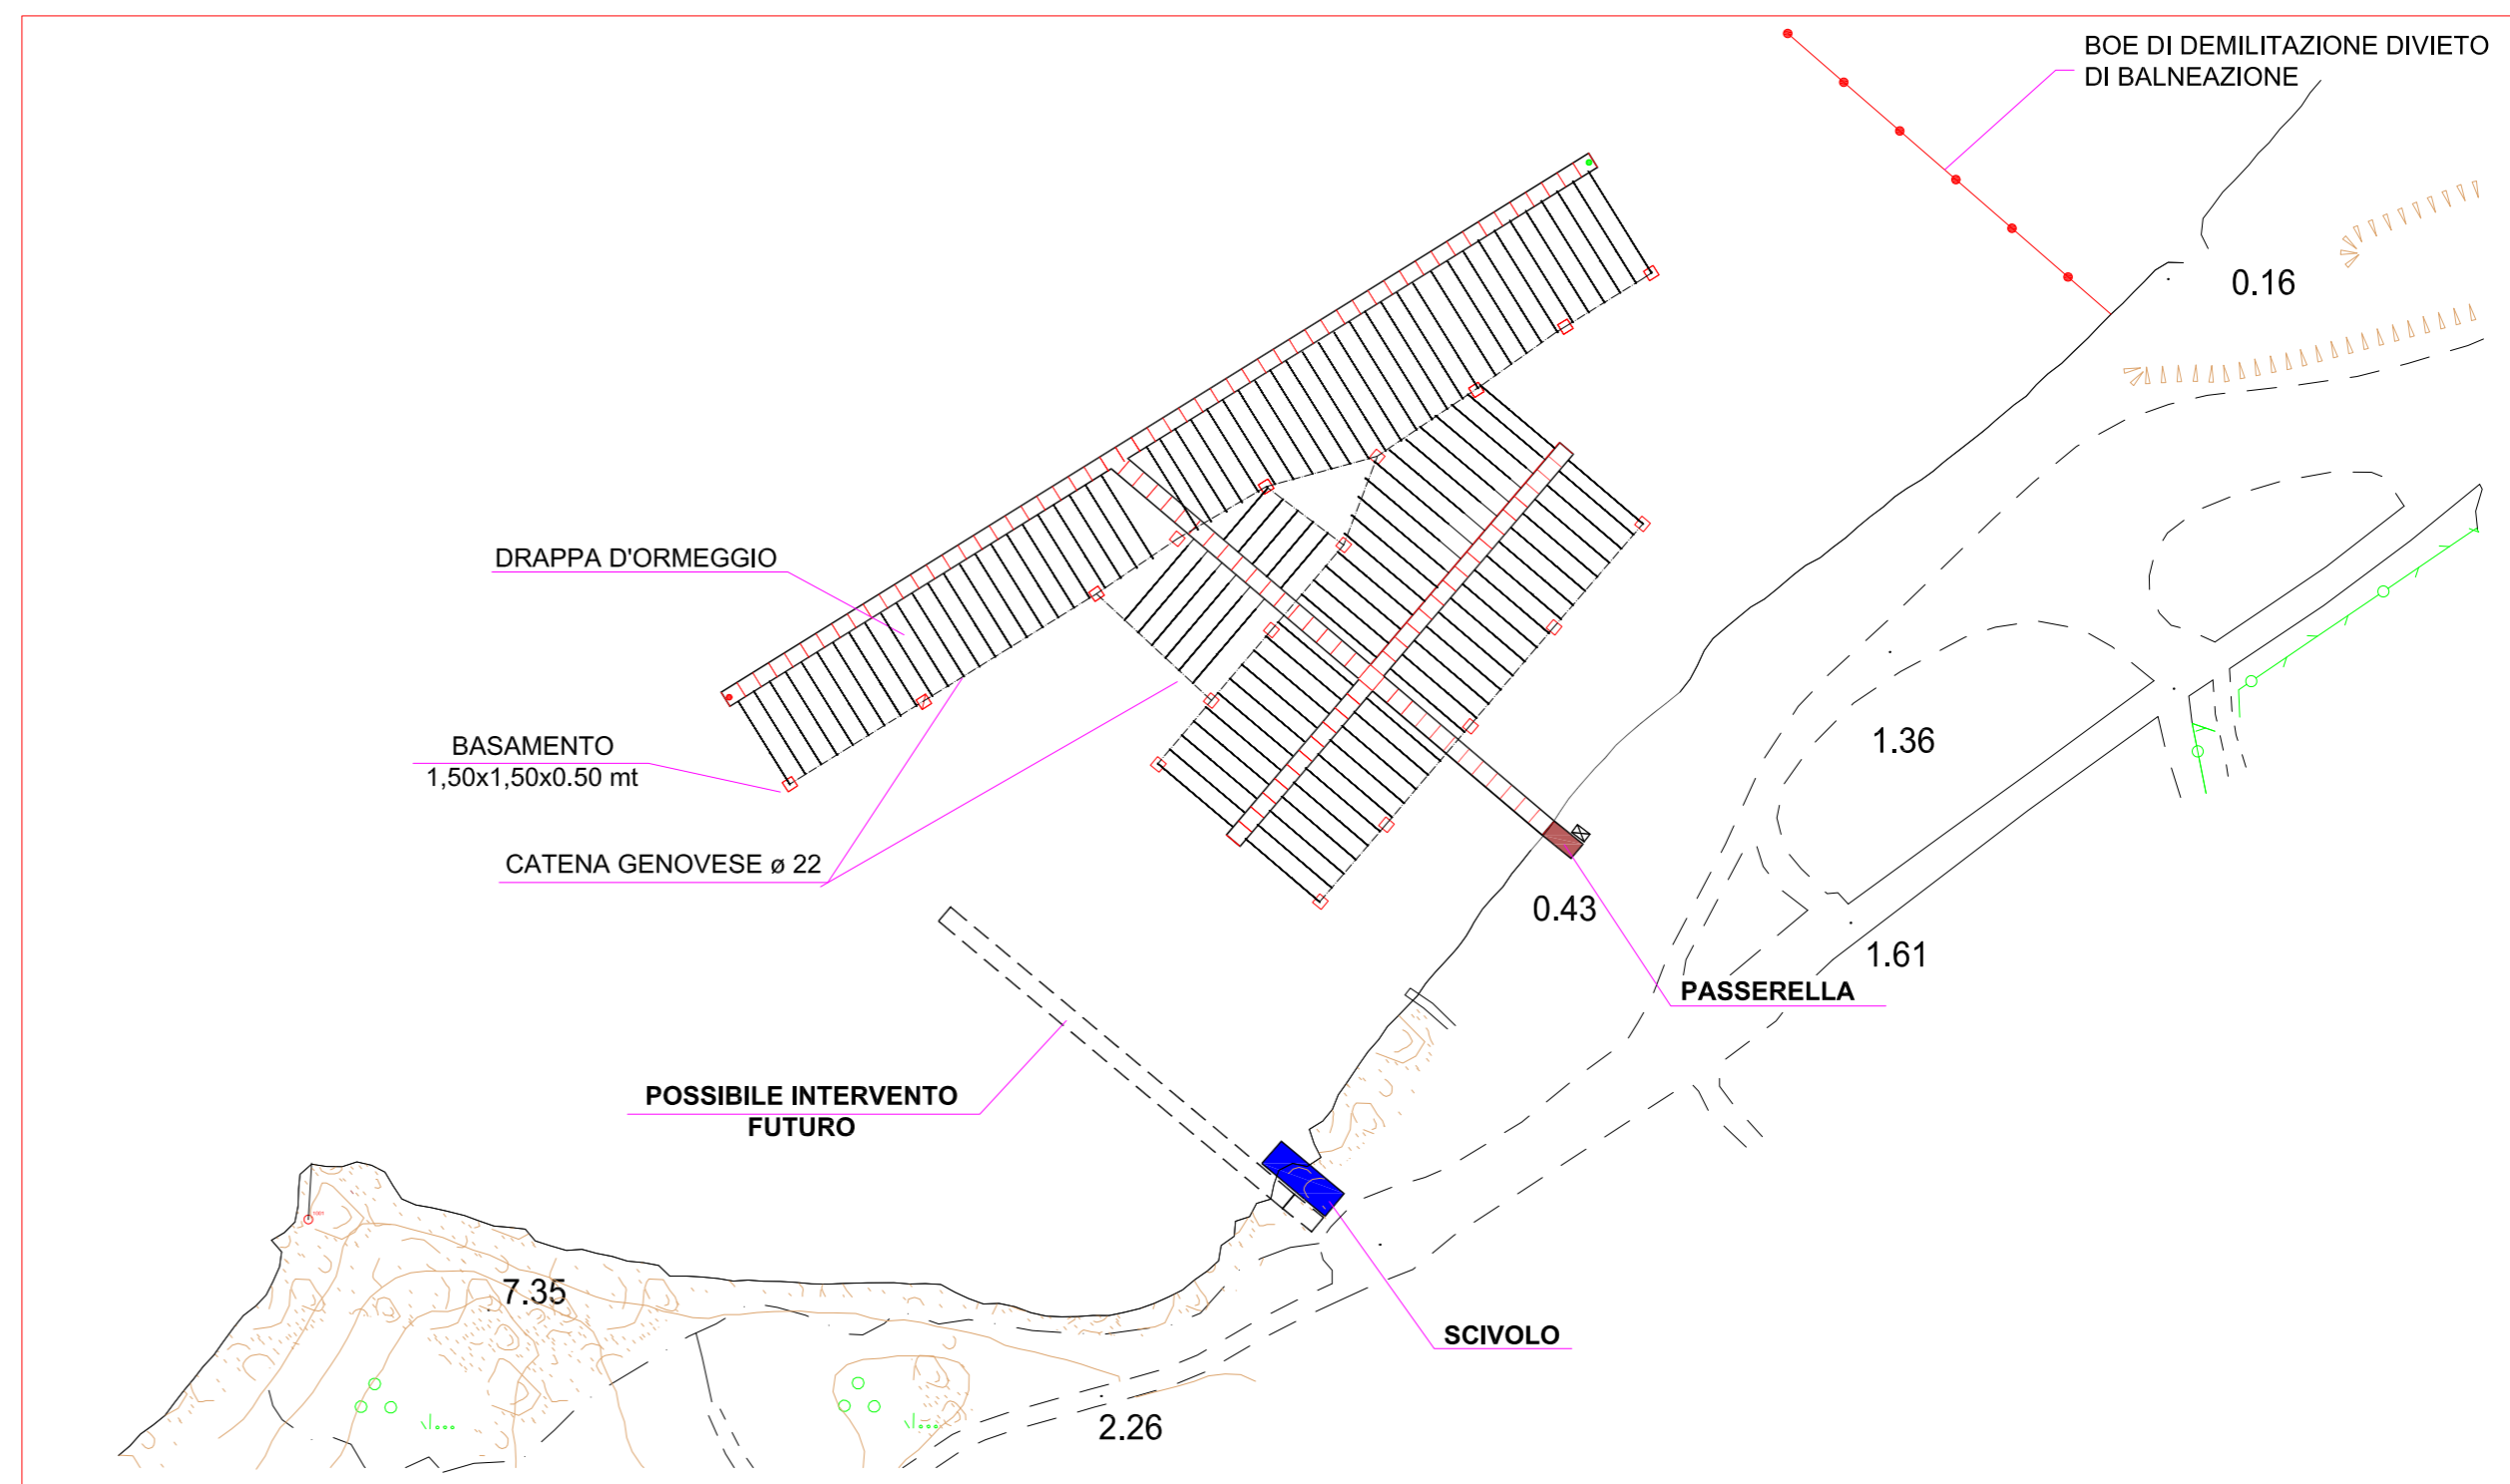 BOE DI DEMILITAZIONE DIVIETO
DI BALNEAZIONE
0.16
DRAPPA D'ORMEGGIO
BASAMENTO
1,50x1,50x0.50 mt
1.36
CATENA GENOVESE ø 22
0.43
1.61
PASSERELLA
POSSIBILE INTERVENTO
FUTURO
7.35
SCIVOLO
2.26